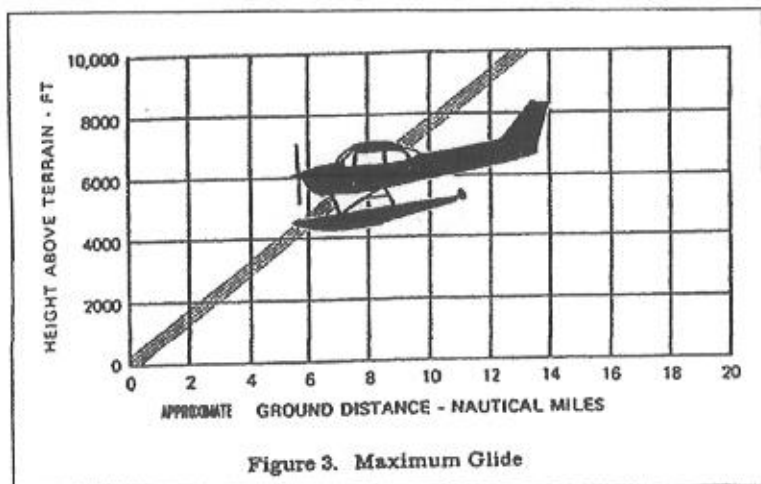 10,000
8000
6000
4000
2000
0
HEIGHT ABOVE TERRAIN - FT
0 2 4 6 8 10 12 14 16 18 20
APPROXIMATE GROUND DISTANCE - NAUTICAL MILES
Figure 3. Maximum Glide